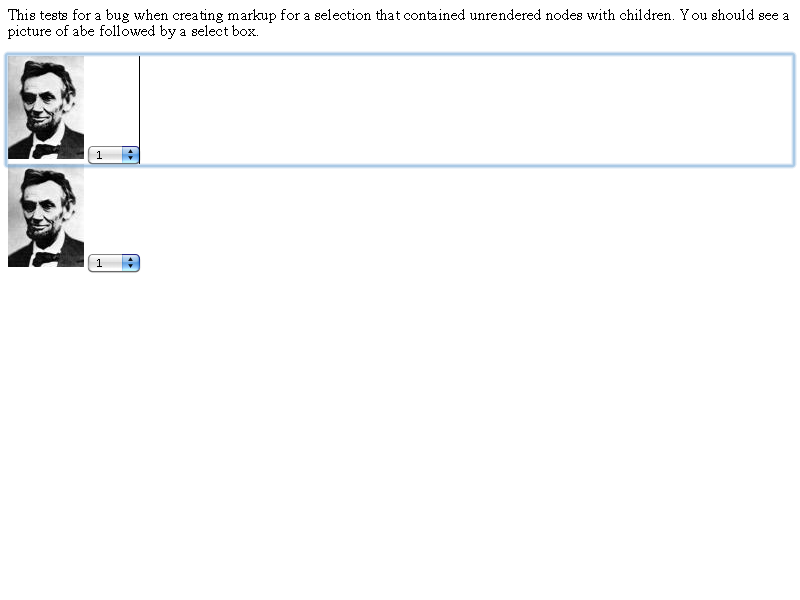 This tests for a bug when creating markup for a selection that contained unrendered nodes with children. You should see a
picture of abe followed by a select box.
1
1